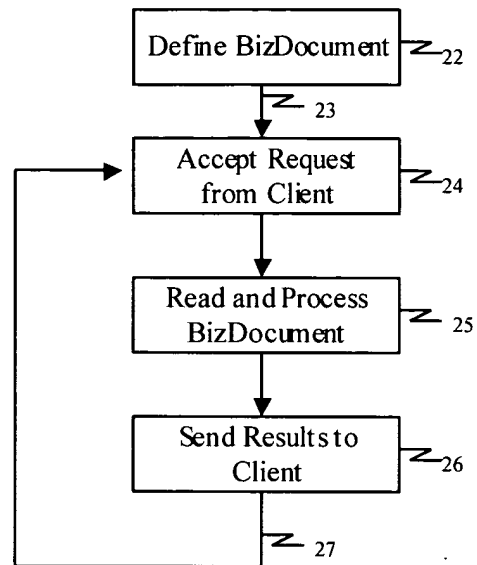 Define BizDocument
22
23
Accept Request
from Client
24
Read and Process
BizDocument
25
Send Results to
Client
26
27